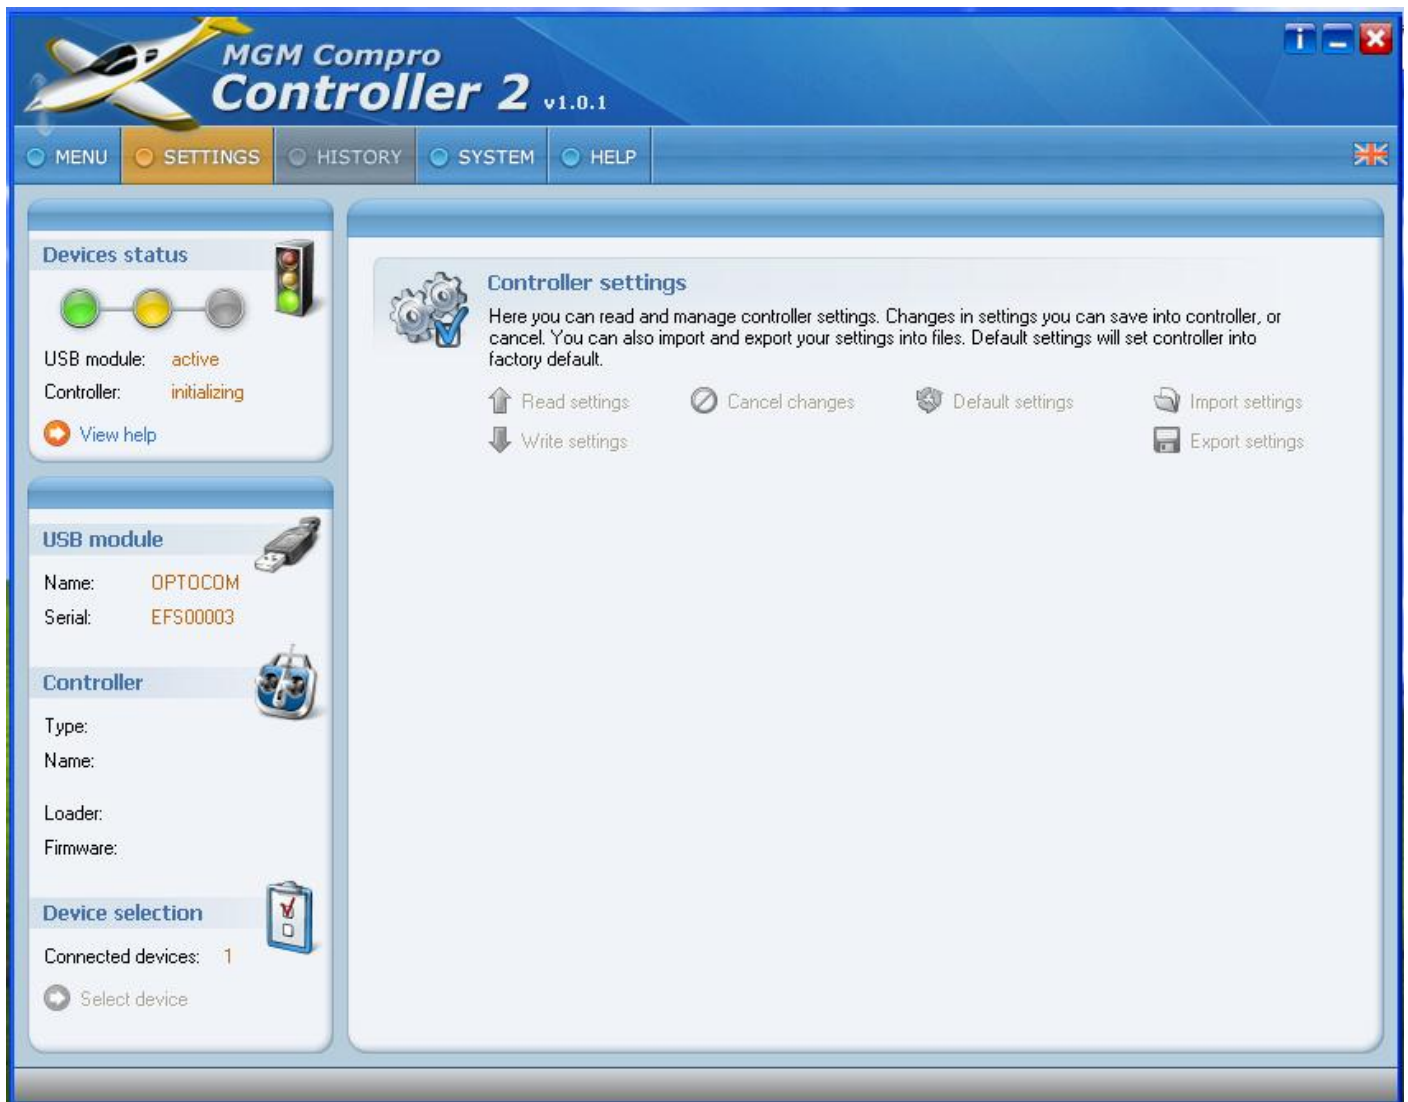 MGM Compro
Controller 2 v1.0.1
MENU SETTINGS HISTORY SYSTEM HELP
Devices status
USB module: active
Controller: initializing
View help
USB module
Name: OPTOCOM
Serial: EFS00003
Controller
Type:
Name:
Loader:
Firmware:
Device selection
Connected devices: 1
Select device
Controller settings
Here you can read and manage controller settings. Changes in settings you can save into controller, or
cancel. You can also import and export your settings into files. Default settings will set controller into
factory default.
Read settings Cancel changes Default settings Import settings
Write settings Export settings